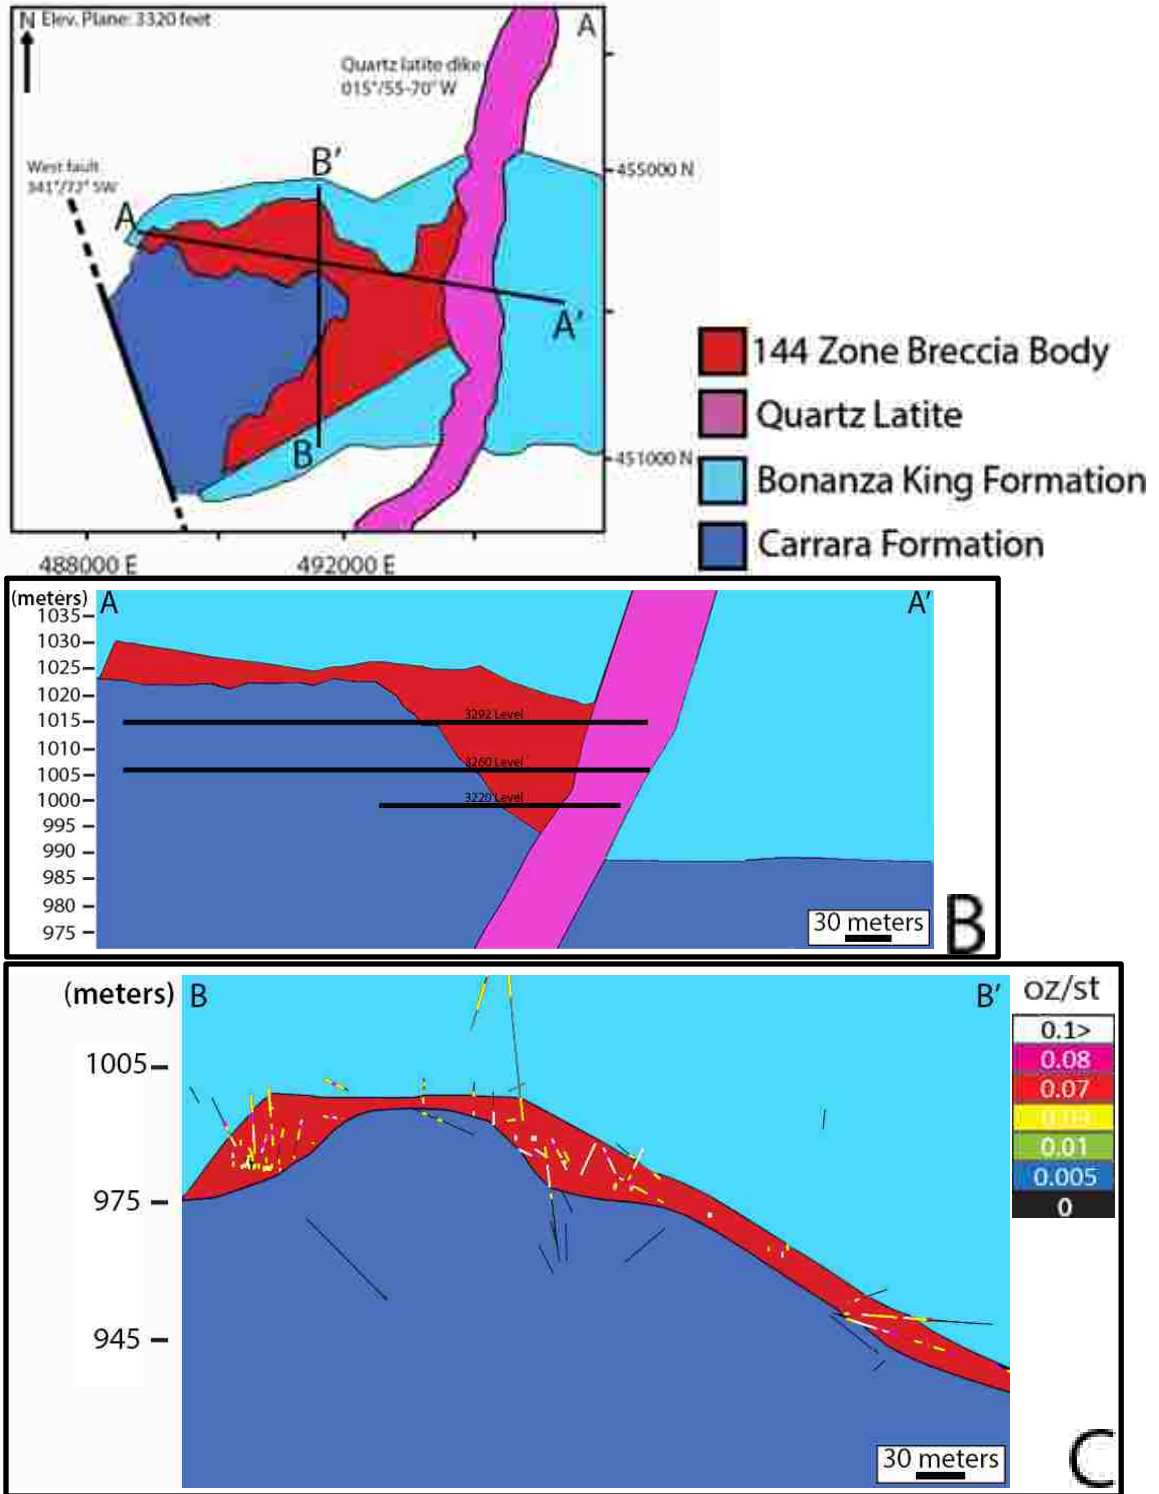 N Elev. Plane: 3320 feet
A
Quartz latite dike
015°/55-70° W
B'
455000 N
West fault
341°/72° SW
A
A'
B
451000 N
488000 E
492000 E
144 Zone Breccia Body
Quartz Latite
Bonanza King Formation
Carrara Formation
(meters)
A
A'
1035
1030
1025
1020
1015
1010
1005
1000
995
990
985
980
975
3292 Level
3260 Level
3220 Level
30 meters
B
(meters)
B
B'
oz/st
1005
975
945
0.1>
0.08
0.07
0.01
0.005
0
30 meters
C